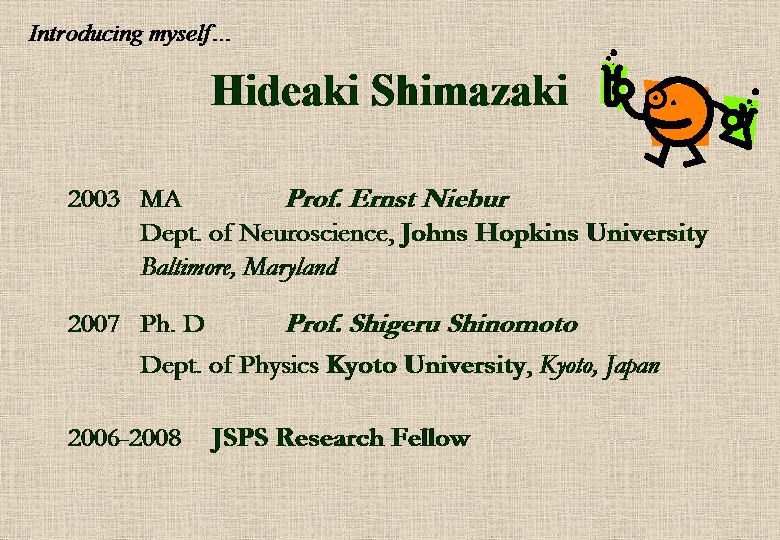 Introducing myself…
Hideaki Shimazaki
2003 MA Prof. Ernst Niebur
Dept. of Neuroscience, Johns Hopkins University
Baltimore, Maryland
2007 Ph. D Prof. Shigeru Shinomoto
Dept. of Physics Kyoto University, Kyoto, Japan
2006-2008 JSPS Research Fellow